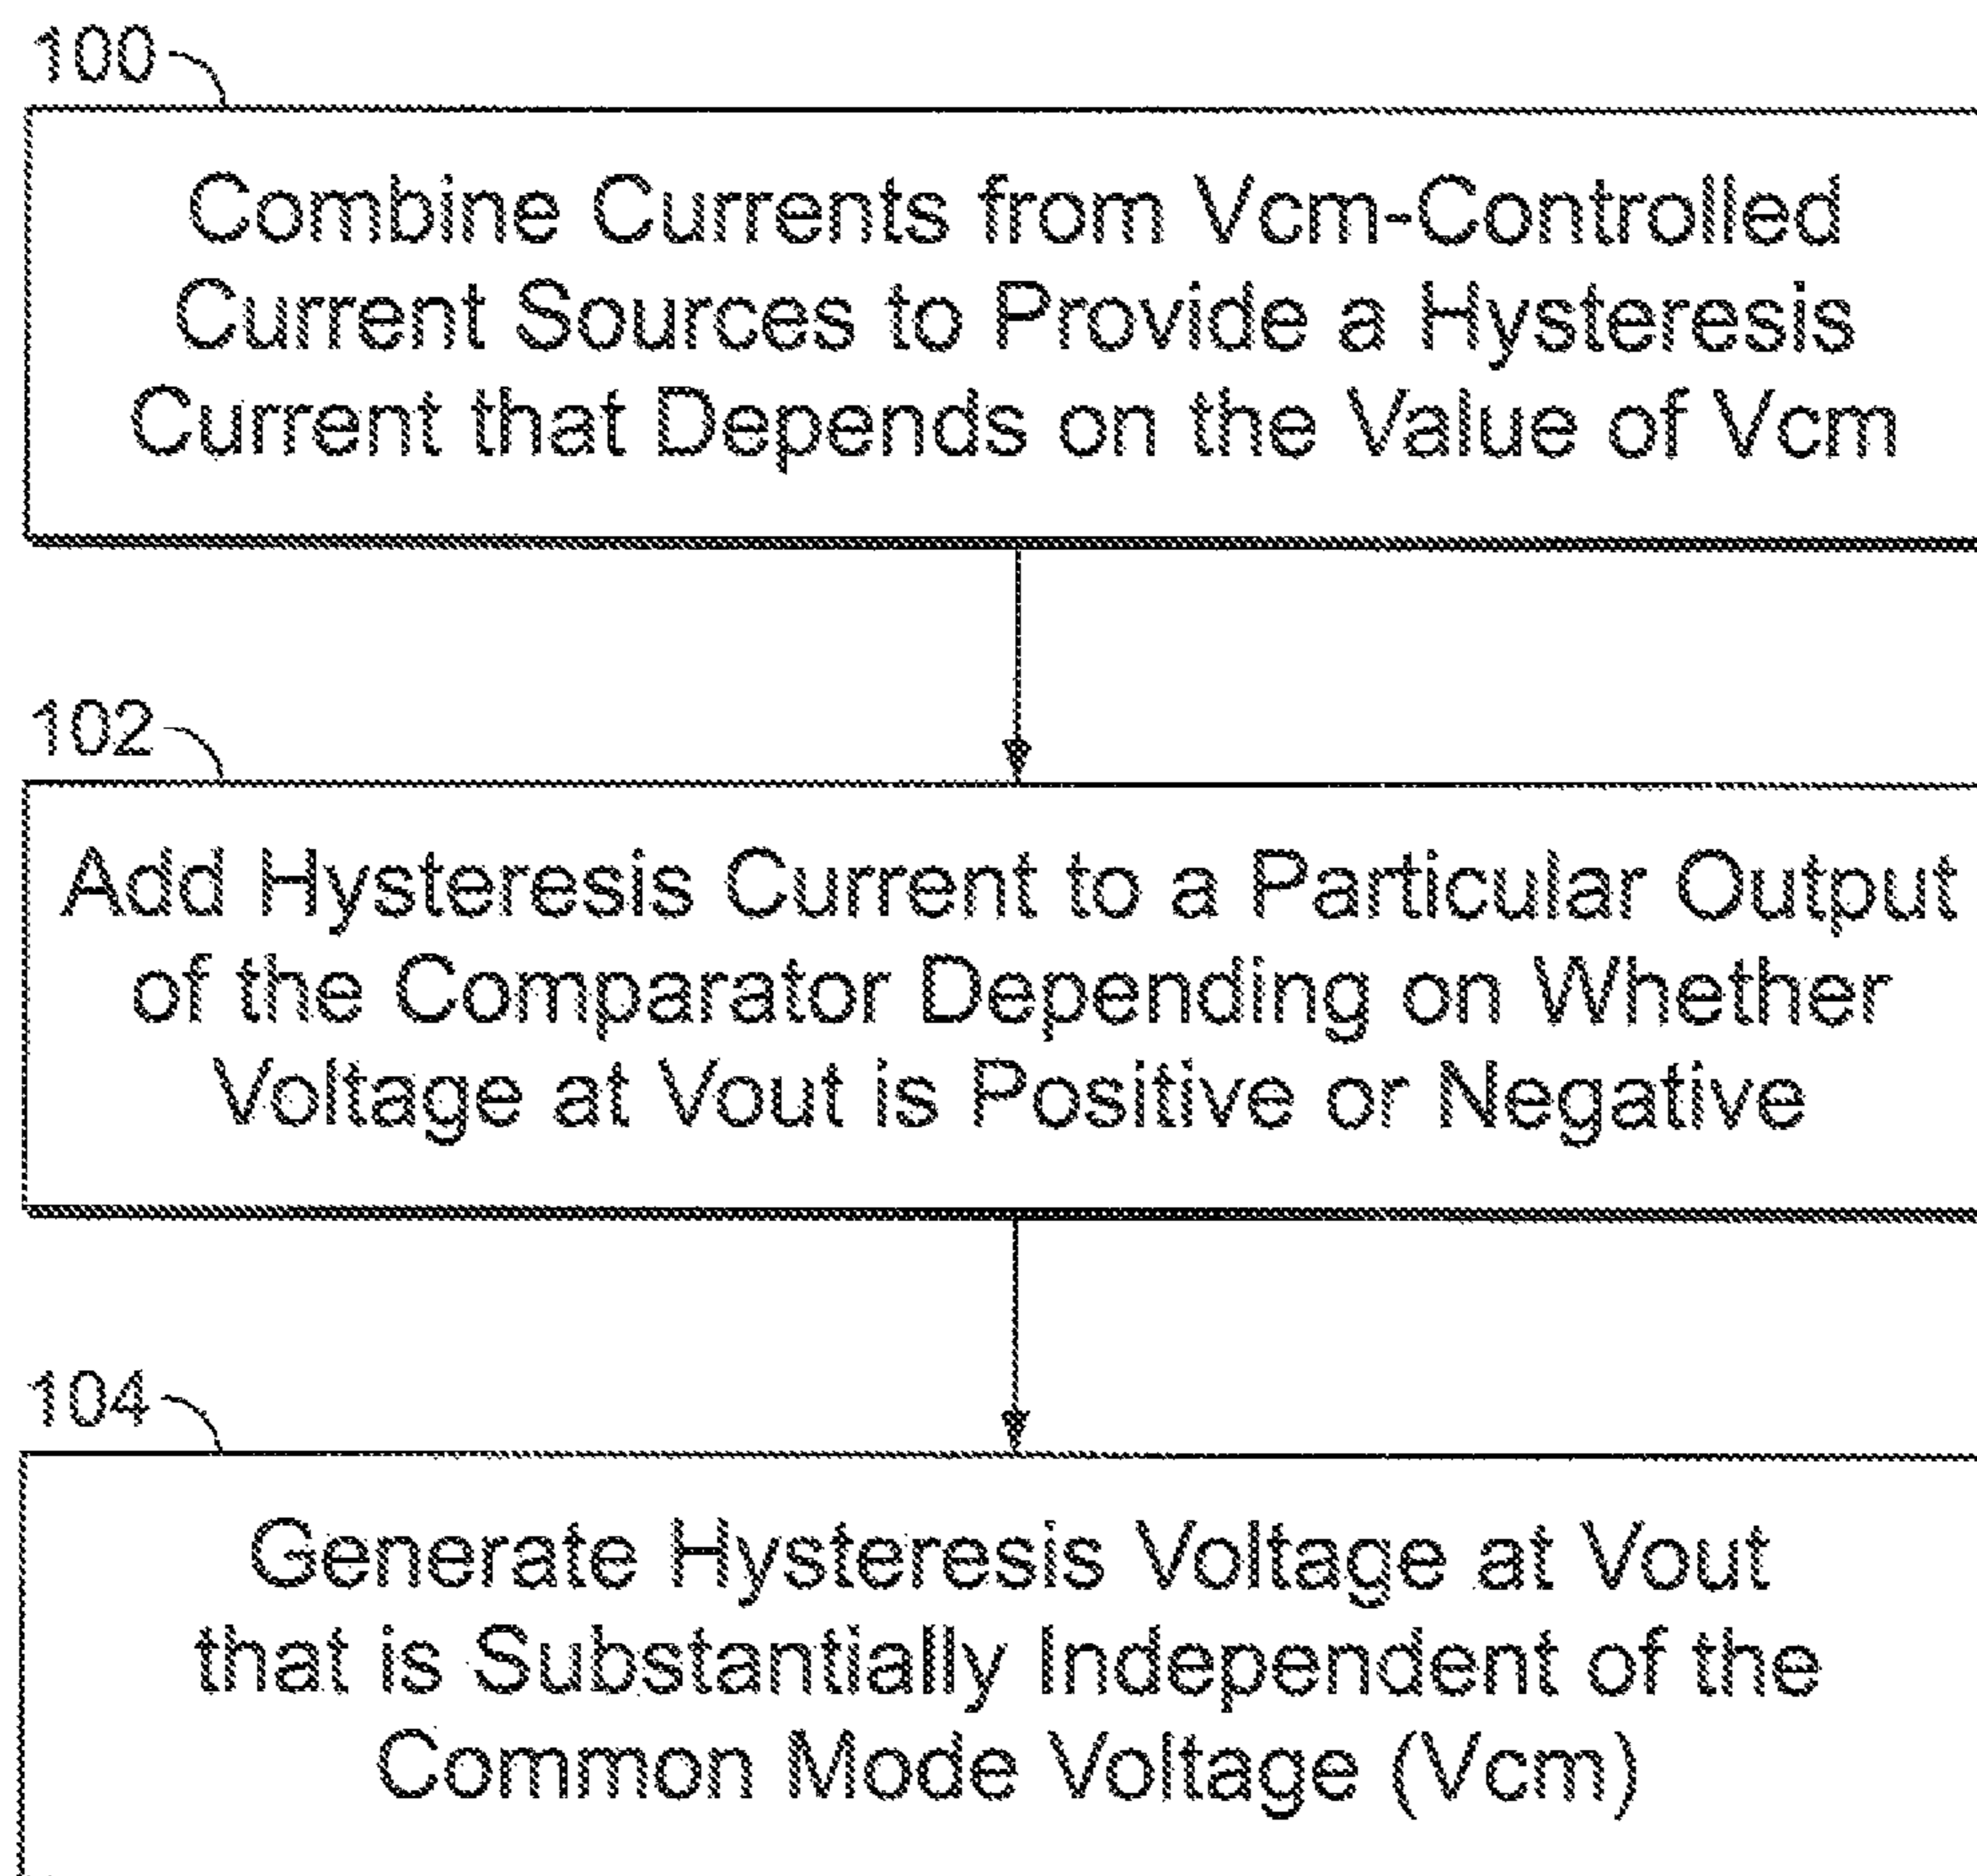 100
Combine Currents from Vcm-Controlled
Current Sources to Provide a Hysteresis
Current that Depends on the Value of Vcm
102
Add Hysteresis Current to a Particular Output
of the Comparator Depending on Whether
Voltage at Vout is Positive or Negative
104
Generate Hysteresis Voltage at Vout
that is Substantially Independent of the
Common Mode Voltage (Vcm)